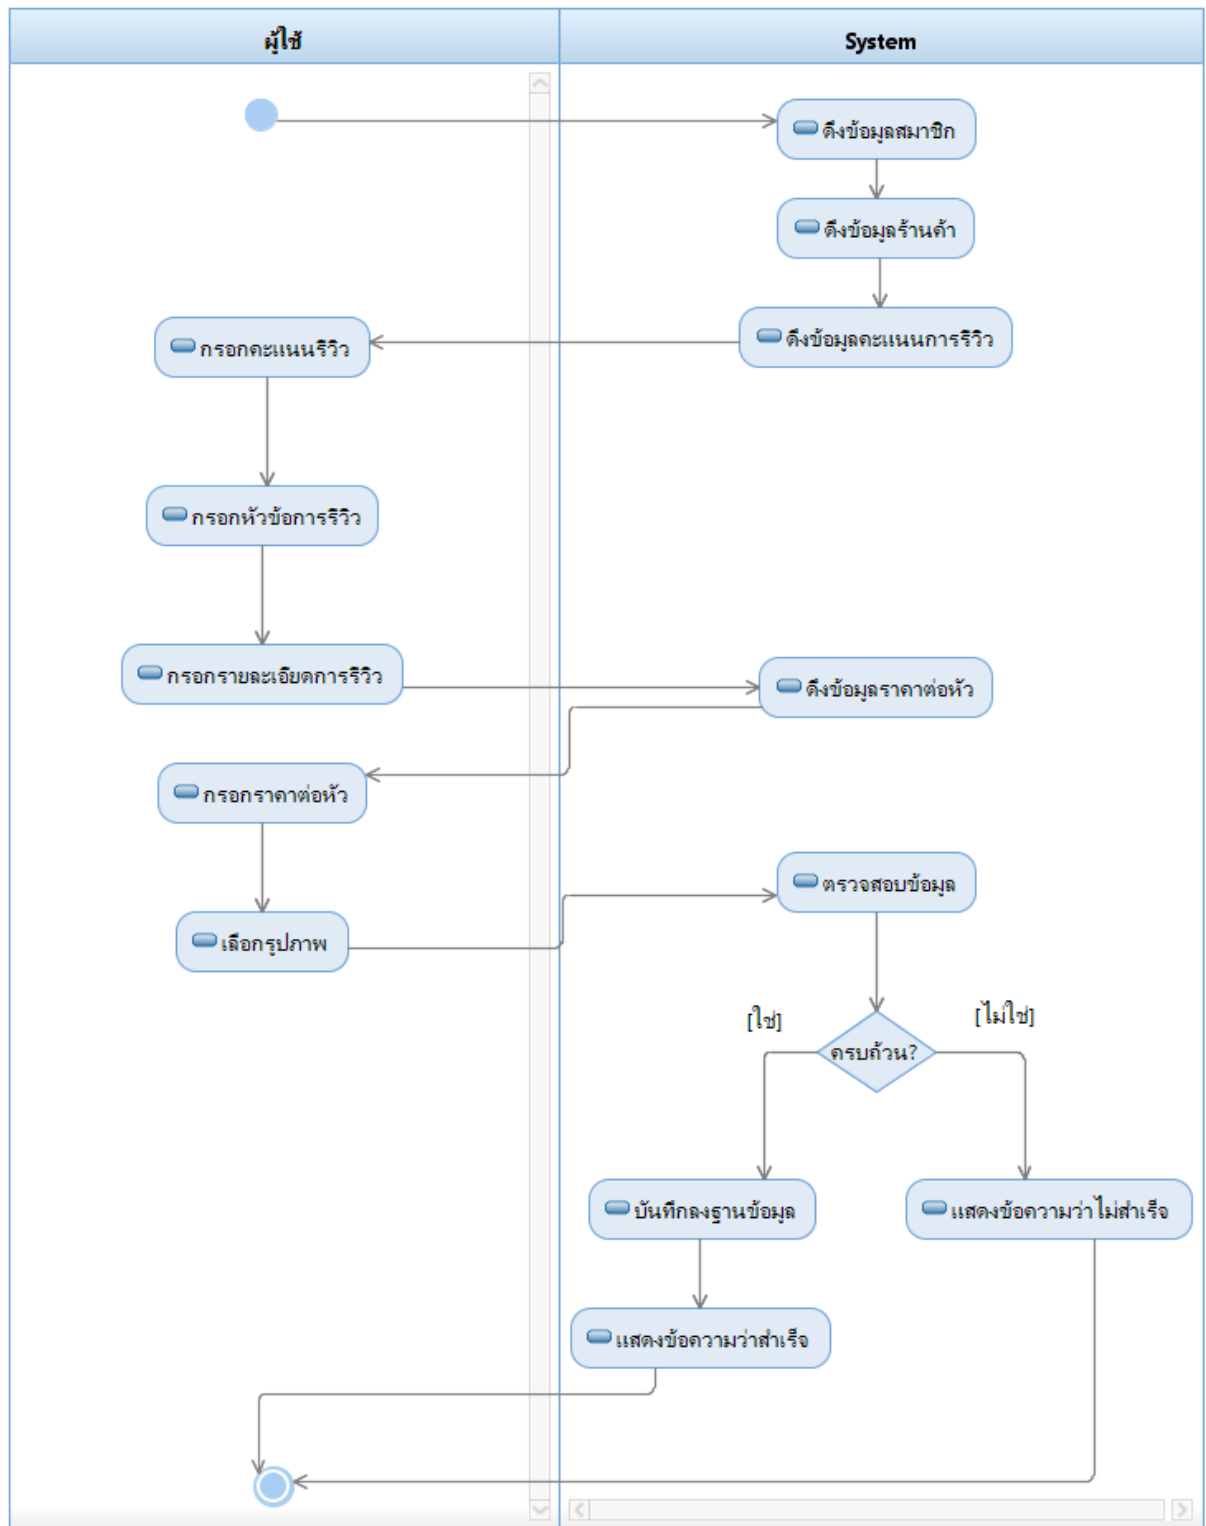 ผู้ใช้
System
ดึงข้อมูลสมาชิก
ดึงข้อมูลร้านค้า
ดึงข้อมูลคะแนนการรีวิว
กรอกคะแนนรีวิว
กรอกหัวข้อการรีวิว
กรอกรายละเอียดการรีวิว
ดึงข้อมูลราคาต่อหัว
กรอกราคาต่อหัว
เลือกรูปภาพ
ตรวจสอบข้อมูล
ครบถ้วน?
[ใช่]
[ไม่ใช่]
บันทึกลงฐานข้อมูล
แสดงข้อความว่าไม่สำเร็จ
แสดงข้อความว่าสำเร็จ